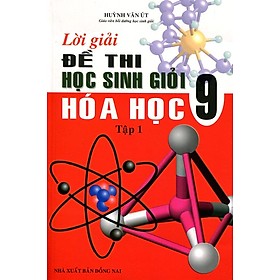 HUỲNH VĂN ÚT
Giáo viên bồi dưỡng học sinh giỏi
Lời giải
ĐỀ THI
HỌC SINH GIỎI
HÓA HỌC 9
Tập 1
NHÀ XUẤT BẢN ĐỒNG NAI